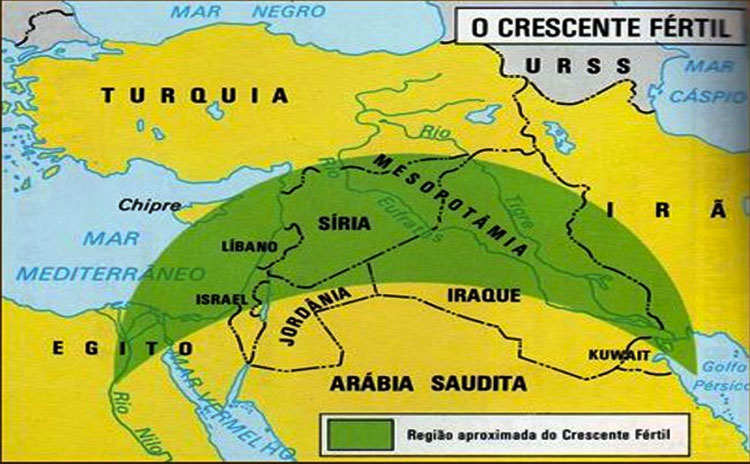 MAR NEGRO
O CRESCENTE FÉRTIL
URSS
MAR
CÁSPIO
TURQUIA
Rio
MESOPOTÂMIA
Rio
Eufrates
Tigre
IRÃ
Chipre
SÍRIA
LÍBANO
MAR
MEDITERRÂNEO
ISRAEL
JORDÂNIA
IRAQUE
EGITO
KUWAIT
Golfo
Pérsico
ARÁBIA SAUDITA
MAR VERMELHO
Rio Nilo
Região aproximada do Crescente Fértil